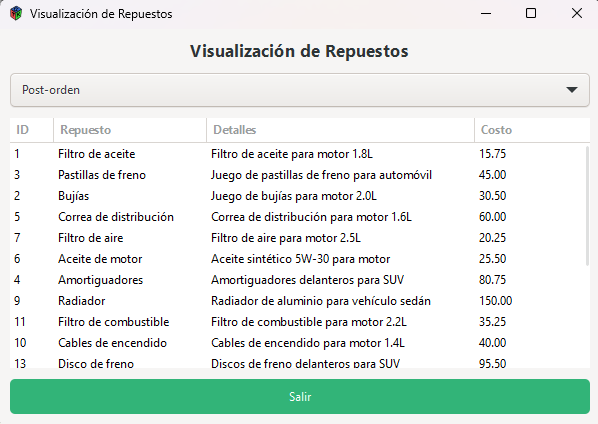 Visualización de Repuestos
Visualización de Repuestos
Post-orden
ID Repuesto Detalles Costo
1 Filtro de aceite Filtro de aceite para motor 1.8L 15.75
3 Pastillas de freno Juego de pastillas de freno para automóvil 45.00
2 Bujías Juego de bujías para motor 2.0L 30.50
5 Correa de distribución Correa de distribución para motor 1.6L 60.00
7 Filtro de aire Filtro de aire para motor 2.5L 20.25
6 Aceite de motor Aceite sintético 5W-30 para motor 25.50
4 Amortiguadores Amortiguadores delanteros para SUV 80.75
9 Radiador Radiador de aluminio para vehículo sedán 150.00
11 Filtro de combustible Filtro de combustible para motor 2.2L 35.25
10 Cables de encendido Cables de encendido para motor 1.4L 40.00
13 Disco de freno Discos de freno delanteros para SUV 95.50
Salir